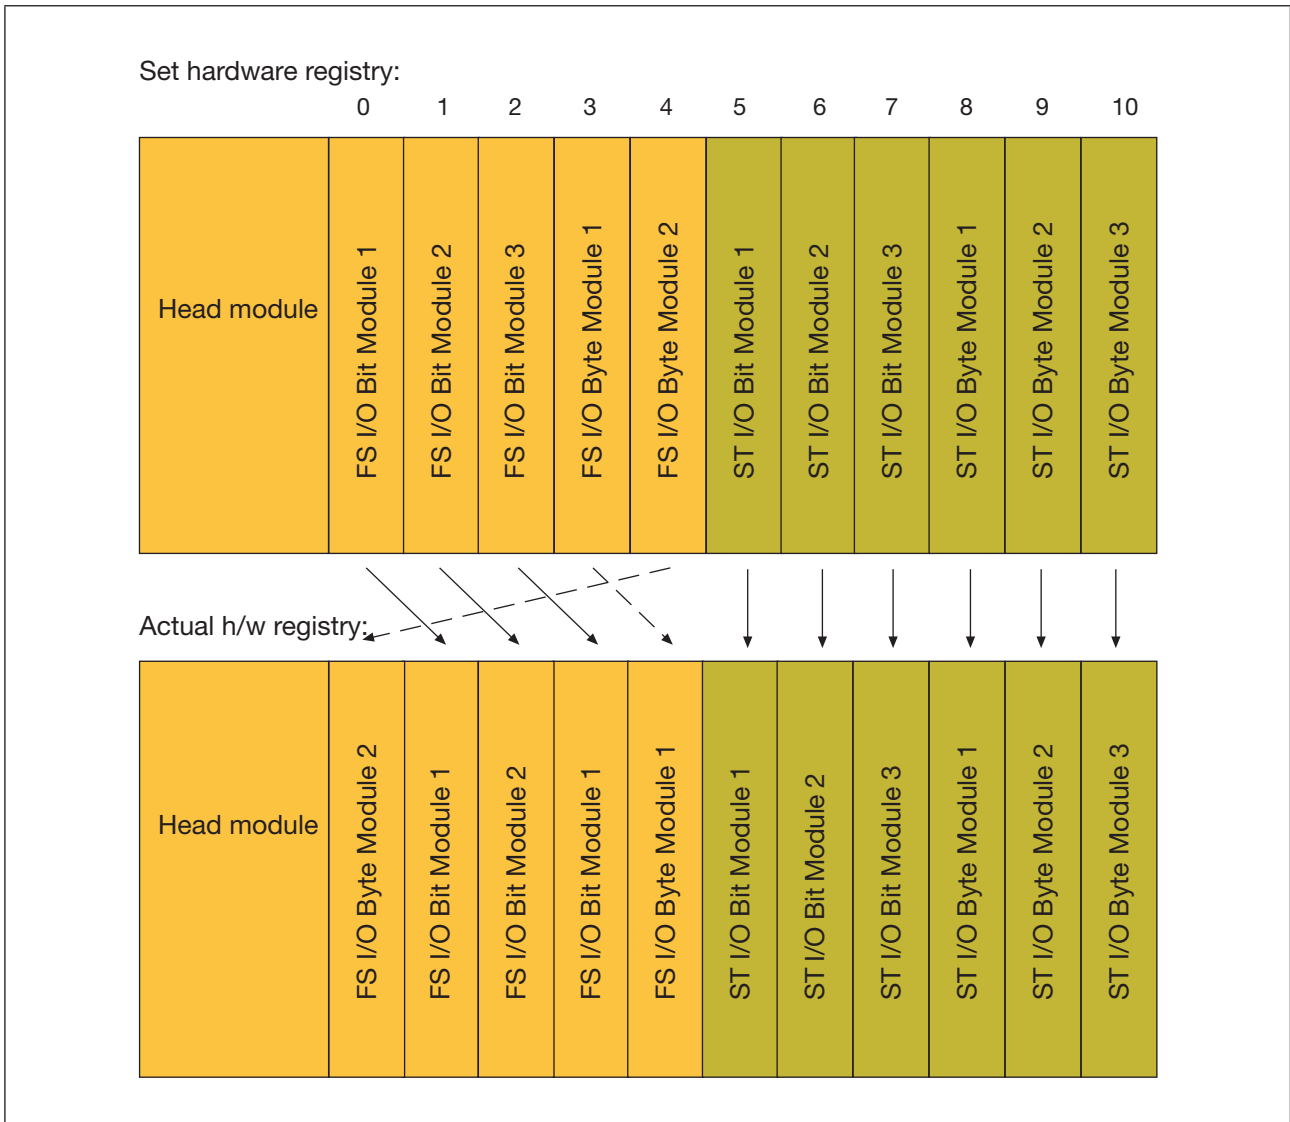 Set hardware registry:
0 1 2 3 4 5 6 7 8 9 10
Head module
FS I/O Bit Module 1
FS I/O Bit Module 2
FS I/O Bit Module 3
FS I/O Byte Module 1
FS I/O Byte Module 2
ST I/O Bit Module 1
ST I/O Bit Module 2
ST I/O Bit Module 3
ST I/O Byte Module 1
ST I/O Byte Module 2
ST I/O Byte Module 3
Actual h/w registry:
Head module
FS I/O Byte Module 2
FS I/O Bit Module 1
FS I/O Bit Module 2
FS I/O Bit Module 1
FS I/O Byte Module 1
ST I/O Bit Module 1
ST I/O Bit Module 2
ST I/O Bit Module 3
ST I/O Byte Module 1
ST I/O Byte Module 2
ST I/O Byte Module 3